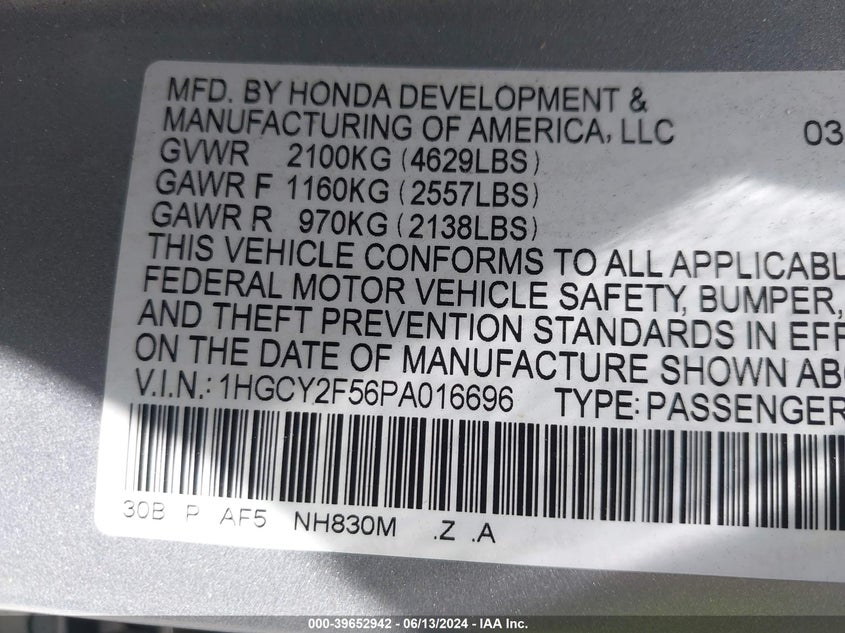 MFD. BY HONDA DEVELOPMENT &
MANUFACTURING OF AMERICA, LLC 03
GVWR 2100KG (4629LBS)
GAWR F 1160KG (2557LBS)
GAWR R 970KG (2138LBS)
THIS VEHICLE CONFORMS TO ALL APPLICABL
FEDERAL MOTOR VEHICLE SAFETY, BUMPER,
AND THEFT PREVENTION STANDARDS IN EFF
ON THE DATE OF MANUFACTURE SHOWN ABO
V.I.N.: 1HGCY2F56PA016696 TYPE: PASSENGER
30B P AF5 NH830M .Z .A
000-39652942 - 06/13/2024 - IAA Inc.